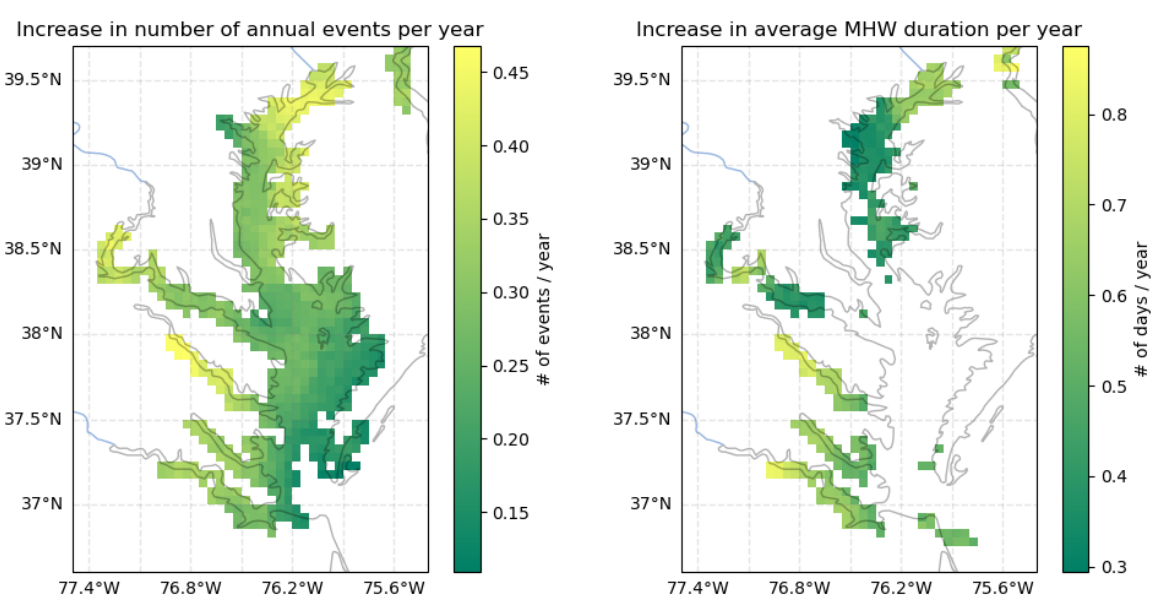 Increase in number of annual events per year
39.5°N
39°N
38.5°N
38°N
37.5°N
37°N
77.4°W 76.8°W 76.2°W 75.6°W
0.45
0.40
0.35
0.30
0.25
0.20
0.15
# of events / year
Increase in average MHW duration per year
39.5°N
39°N
38.5°N
38°N
37.5°N
37°N
77.4°W 76.8°W 76.2°W 75.6°W
0.8
0.7
0.6
0.5
0.4
0.3
# of days / year